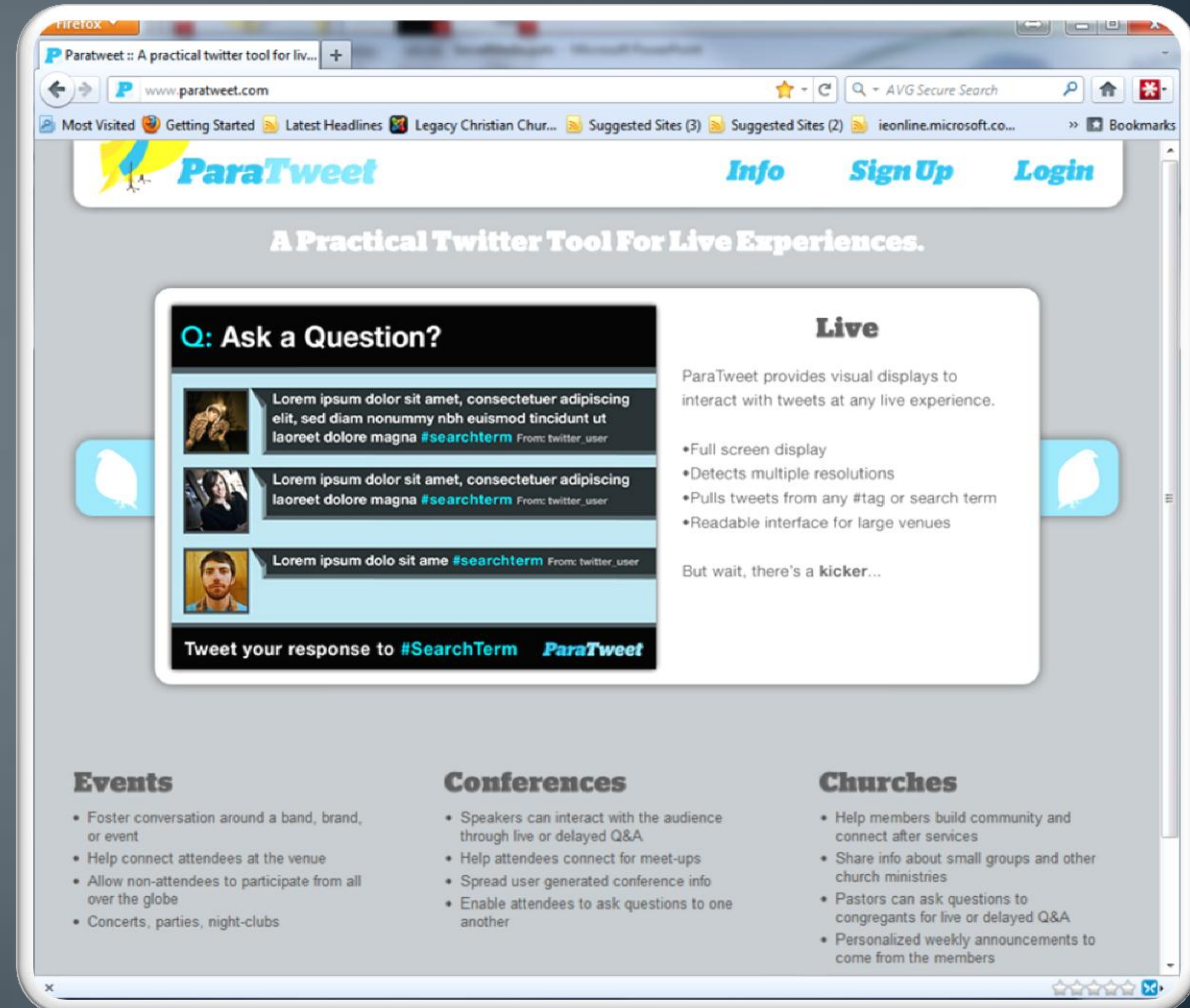 Firefox
Paratweet :: A practical twitter tool for liv...
www.paratweet.com
AVG Secure Search
Most Visited Getting Started Latest Headlines Legacy Christian Chur... Suggested Sites (3) Suggested Sites (2) ieonline.microsoft.co... » Bookmarks
ParaTweet
Info Sign Up Login
A Practical Twitter Tool For Live Experiences.
Q: Ask a Question?
Lorem ipsum dolor sit amet, consectetuer adipiscing
elit, sed diam nonummy nbh euismod tincidunt ut
laoreet dolore magna #searchterm From: twitter_user
Lorem ipsum dolor sit amet, consectetuer adipiscing
laoreet dolore magna #searchterm From: twitter_user
Lorem ipsum dolo sit ame #searchterm From: twitter_user
Tweet your response to #SearchTerm ParaTweet
Live
ParaTweet provides visual displays to
interact with tweets at any live experience.
•Full screen display
•Detects multiple resolutions
•Pulls tweets from any #tag or search term
•Readable interface for large venues
But wait, there's a kicker...
Events
• Foster conversation around a band, brand,
or event
• Help connect attendees at the venue
• Allow non-attendees to participate from all
over the globe
• Concerts, parties, night-clubs
Conferences
• Speakers can interact with the audience
through live or delayed Q&A
• Help attendees connect for meet-ups
• Spread user generated conference info
• Enable attendees to ask questions to one
another
Churches
• Help members build community and
connect after services
• Share info about small groups and other
church ministries
• Pastors can ask questions to
congregants for live or delayed Q&A
• Personalized weekly announcements to
come from the members